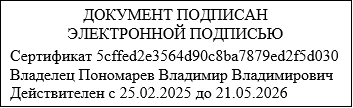 ДОКУМЕНТ ПОДПИСАН
ЭЛЕКТРОННОЙ ПОДПИСЬЮ
Сертификат 5cffed2e3564d90c8ba7879ed2f5d030
Владелец Пономарев Владимир Владимирович
Действителен с 25.02.2025 до 21.05.2026